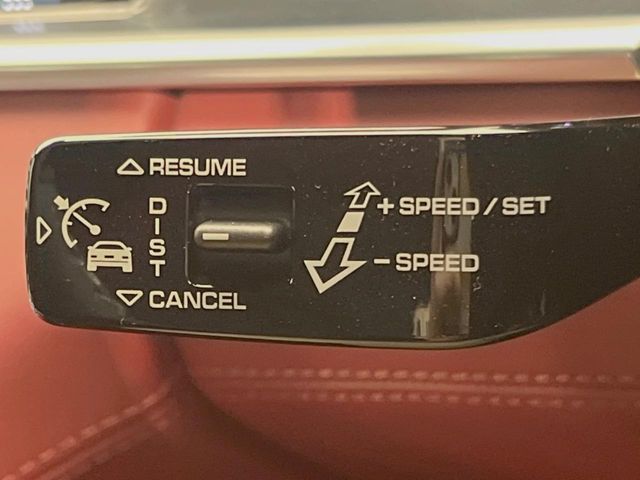 RESUME
DIST
+ SPEED / SET
- SPEED
CANCEL